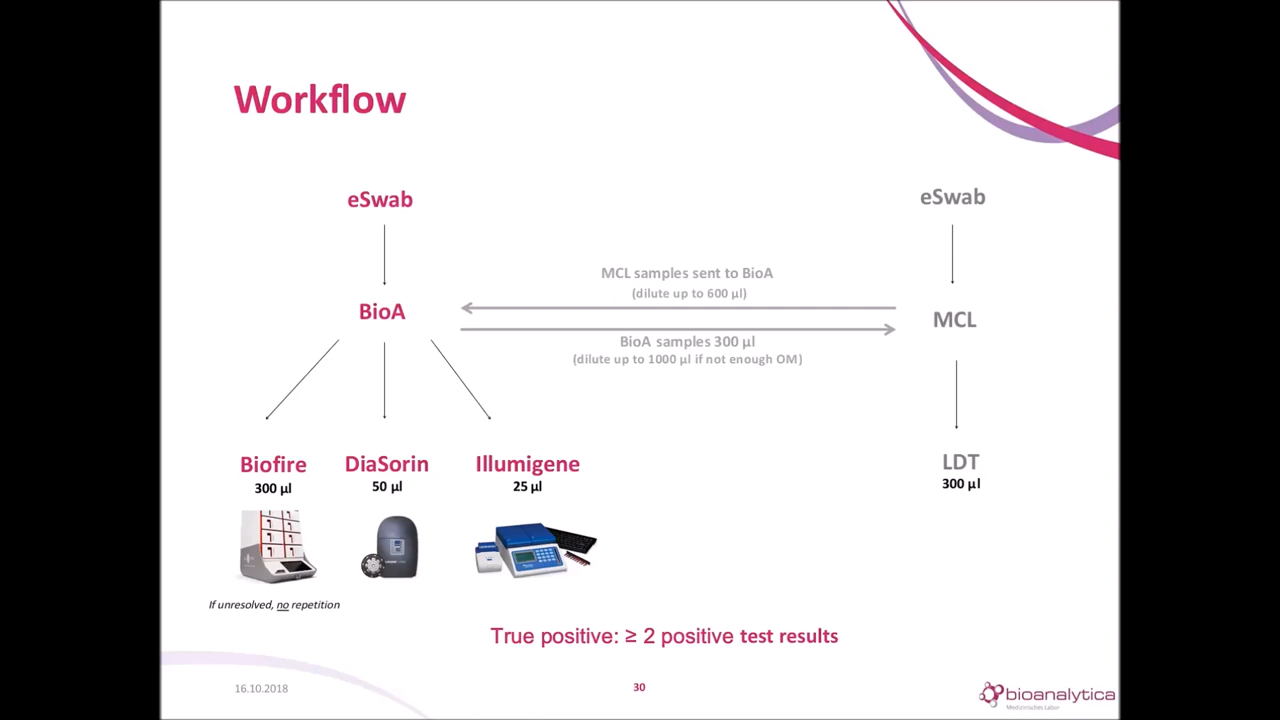 Workflow
eSwab
eSwab
MCL samples sent to BioA
(dilute up to 600 µl)
BioA
MCL
BioA samples 300 µl
(dilute up to 1000 µl if not enough OM)
Biofire
300 µl
DiaSorin
50 µl
Illumigene
25 µl
LDT
300 µl
If unresolved, no repetition
True positive: ≥ 2 positive test results
16.10.2018
30
bioanalytica
Medizinisches Labor